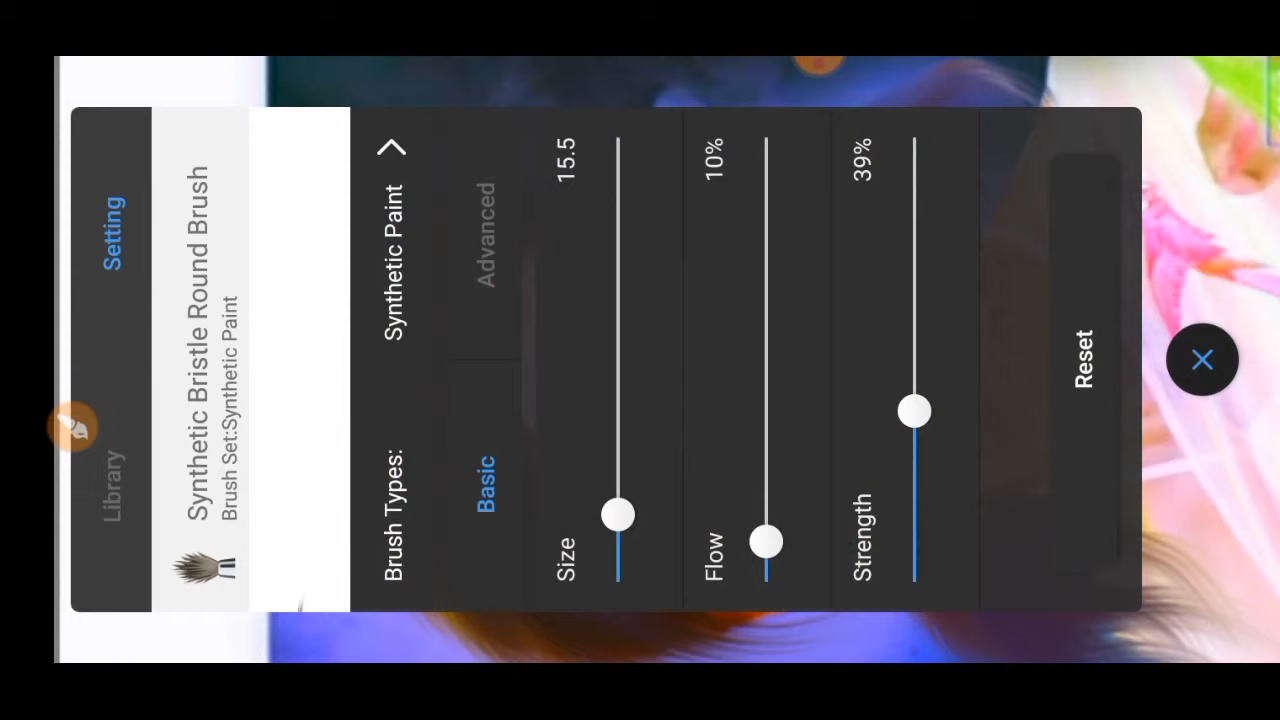 Library
Setting
Synthetic Bristle Round Brush
Brush Set:Synthetic Paint
Brush Types:
Synthetic Paint
Basic
Advanced
Size
15.5
Flow
10%
Strength
39%
Reset